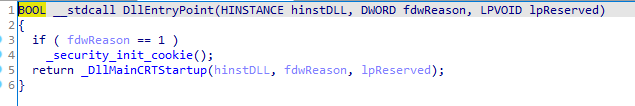 1 BOOL __stdcall DllEntryPoint(HINSTANCE hinstDLL, DWORD fdwReason, LPVOID lpReserved)
2 {
3 if ( fdwReason == 1 )
4 _security_init_cookie();
5 return _DllMainCRTStartup(hinstDLL, fdwReason, lpReserved);
6 }